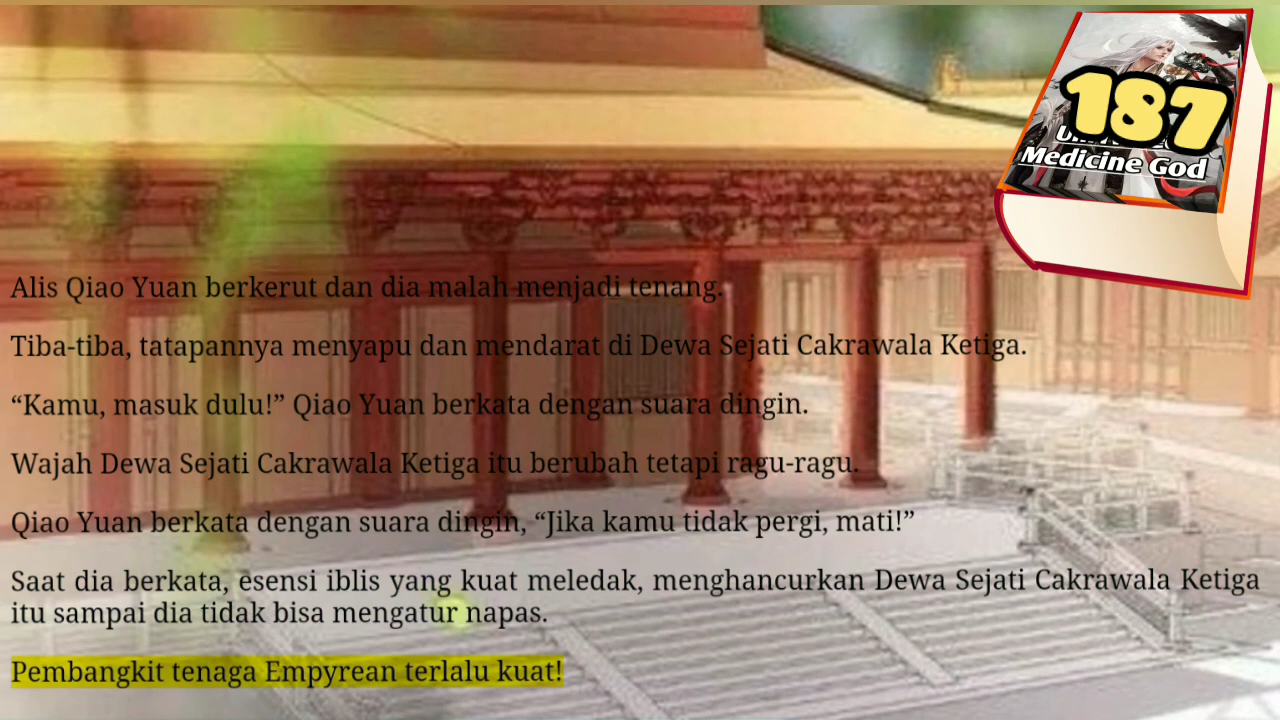 187
Medicine God
Alis Qiao Yuan berkerut dan dia malah menjadi tenang.
Tiba-tiba, tatapannya menyapu dan mendarat di Dewa Sejati Cakrawala Ketiga.
“Kamu, masuk dulu!” Qiao Yuan berkata dengan suara dingin.
Wajah Dewa Sejati Cakrawala Ketiga itu berubah tetapi ragu-ragu.
Qiao Yuan berkata dengan suara dingin, “Jika kamu tidak pergi, mati!”
Saat dia berkata, esensi iblis yang kuat meledak, menghancurkan Dewa Sejati Cakrawala Ketiga
itu sampai dia tidak bisa mengatur napas.
Pembangkit tenaga Empyrean terlalu kuat!